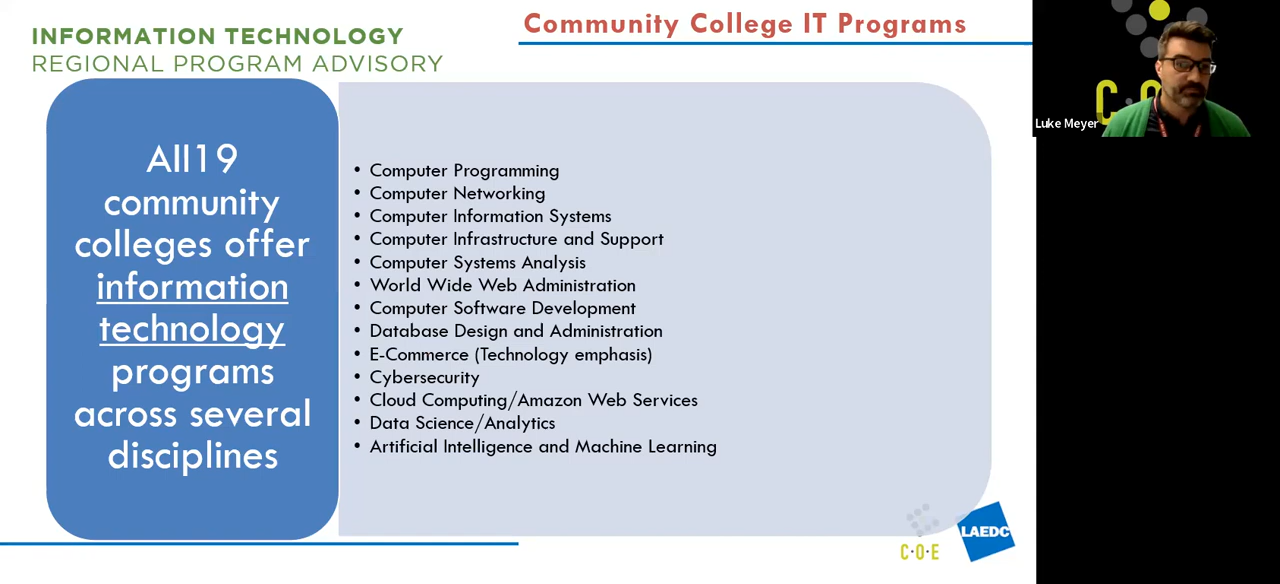 INFORMATION TECHNOLOGY
REGIONAL PROGRAM ADVISORY
Community College IT Programs
All19
community
colleges offer
information
technology
programs
across several
disciplines
• Computer Programming
• Computer Networking
• Computer Information Systems
• Computer Infrastructure and Support
• Computer Systems Analysis
• World Wide Web Administration
• Computer Software Development
• Database Design and Administration
• E-Commerce (Technology emphasis)
• Cybersecurity
• Cloud Computing/Amazon Web Services
• Data Science/Analytics
• Artificial Intelligence and Machine Learning
C·O·E
LAEDC
C·O
Luke Meyer